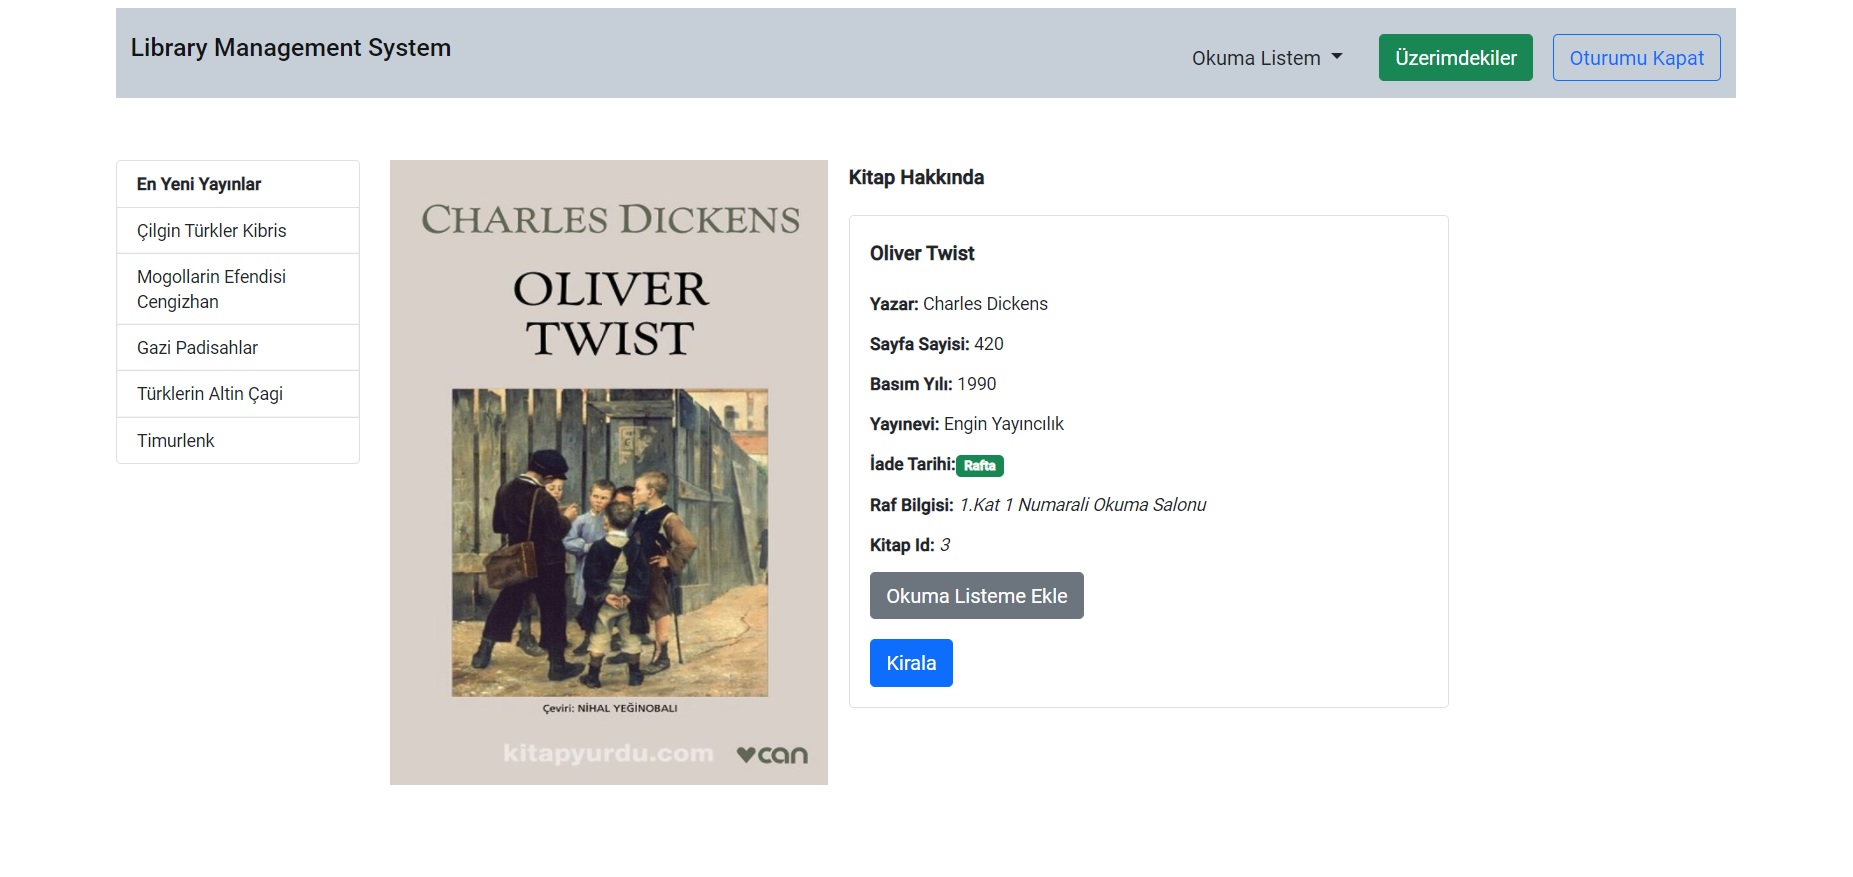 Library Management System
Okuma Listem
Üzerimdekiler
Oturumu Kapat
En Yeni Yayınlar
Çilgin Türkler Kibris
Mogollarin Efendisi
Cengizhan
Gazi Padisahlar
Türklerin Altin Çagi
Timurlenk
CHARLES DICKENS
OLIVER
TWIST
Çeviri: NİHAL YEĞİNOBALI
kitapyurdu.com
can
Kitap Hakkında
Oliver Twist
Yazar: Charles Dickens
Sayfa Sayisi: 420
Basım Yılı: 1990
Yayınevi: Engin Yayıncılık
İade Tarihi: Rafta
Raf Bilgisi: 1.Kat 1 Numarali Okuma Salonu
Kitap Id: 3
Okuma Listeme Ekle
Kirala